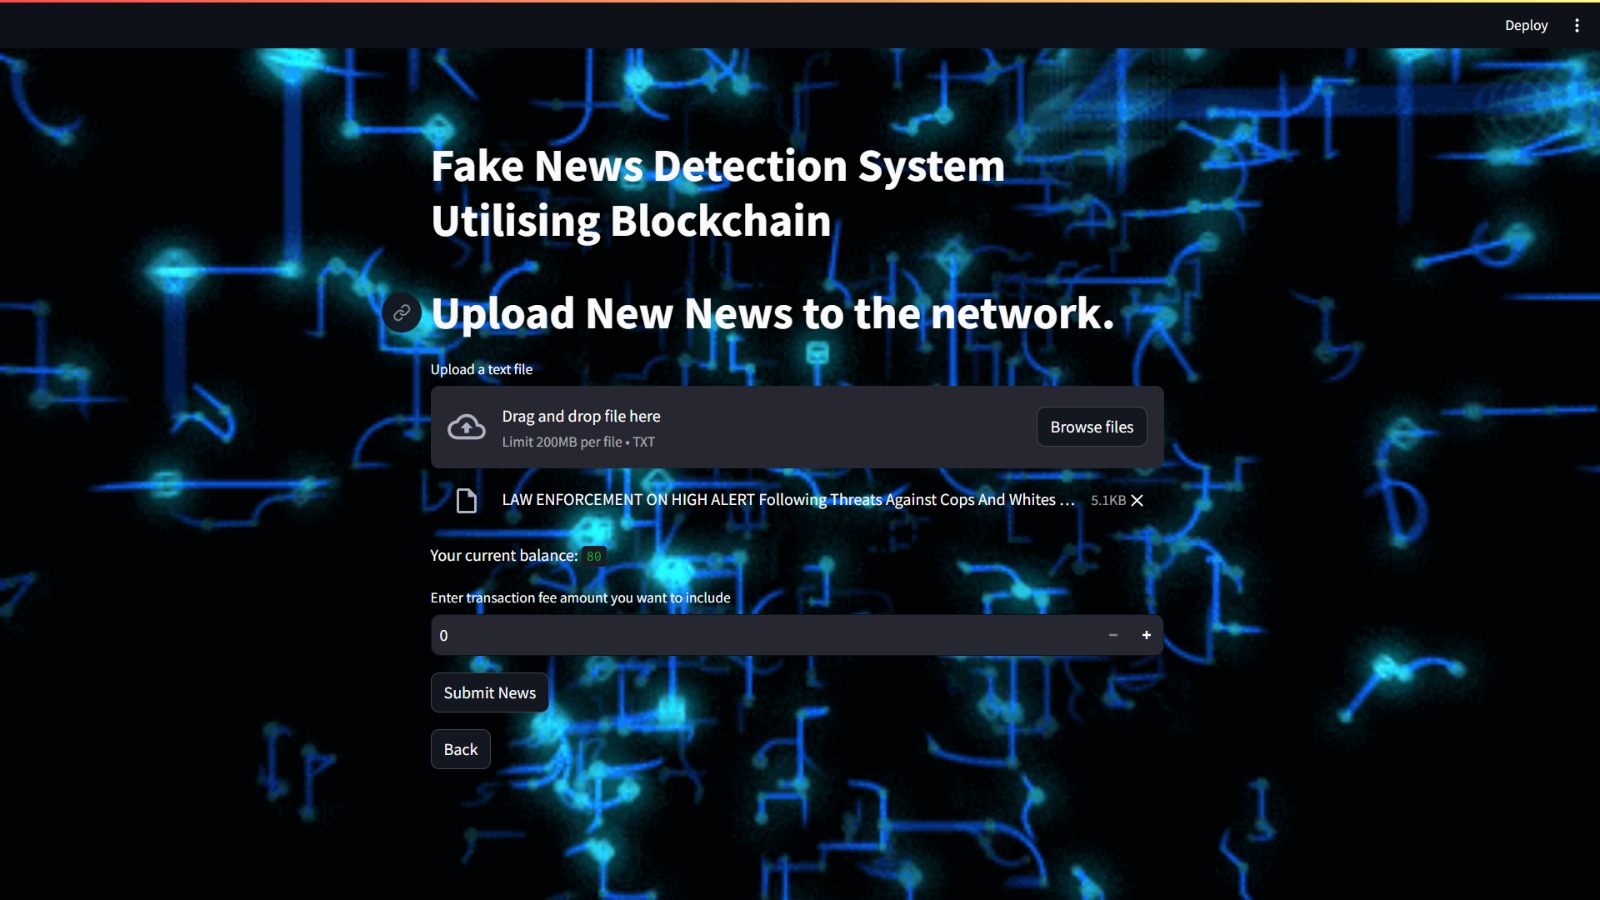 Deploy
Fake News Detection System
Utilising Blockchain
Upload New News to the network.
Upload a text file
Drag and drop file here
Limit 200MB per file • TXT
Browse files
LAW ENFORCEMENT ON HIGH ALERT Following Threats Against Cops And Whites ...
5.1KB
Your current balance: 80
Enter transaction fee amount you want to include
0
Submit News
Back